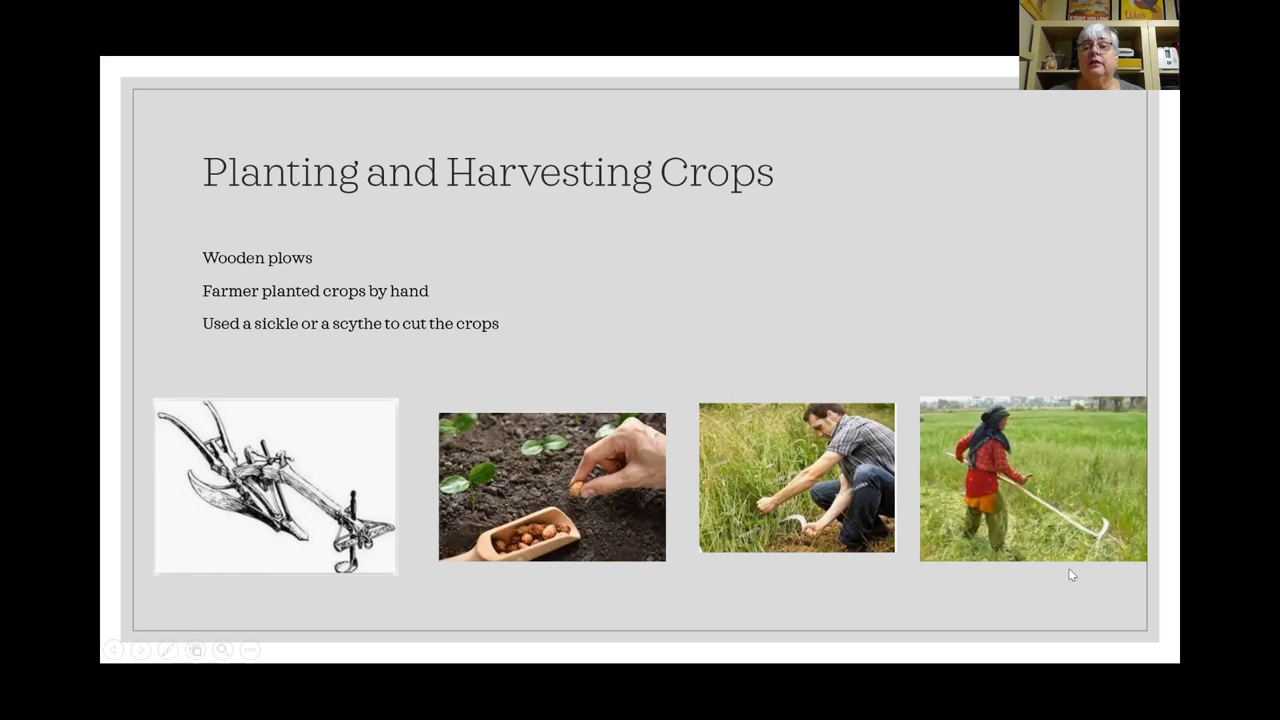 Planting and Harvesting Crops
Wooden plows
Farmer planted crops by hand
Used a sickle or a scythe to cut the crops